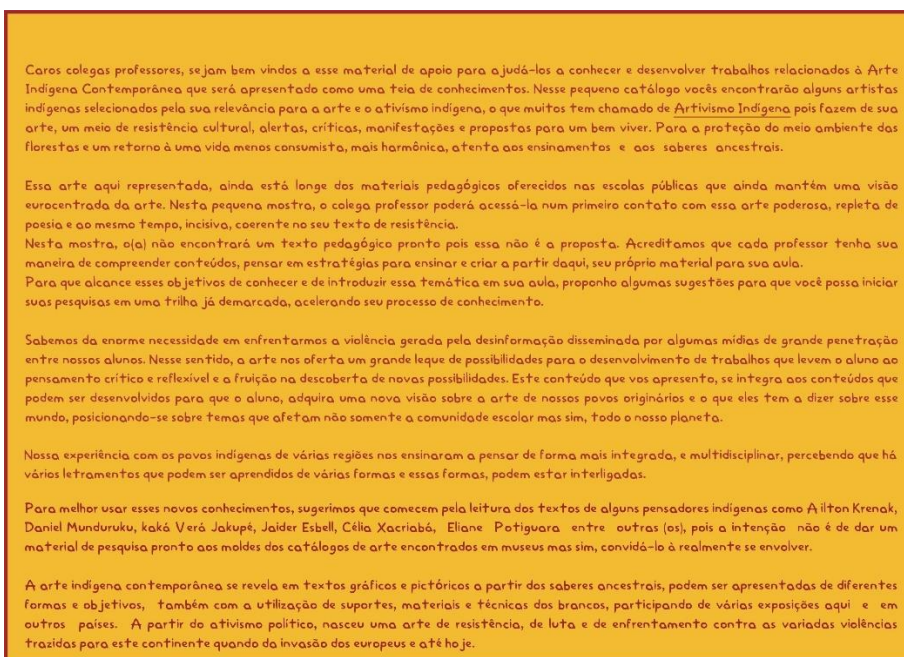 Caros colegas professores, sejam bem vindos a esse material de apoio para ajudá-los a conhecer e desenvolver trabalhos relacionados à Arte
Indígena Contemporânea que será apresentado como uma teia de conhecimentos. Nesse pequeno catálogo vocês encontrarão alguns artistas
indígenas selecionados pela sua relevância para a arte e o ativismo indígena, o que muitos tem chamado de Artivismo Indígena pois fazem de sua
arte, um meio de resistência cultural, alertas, críticas, manifestações e propostas para um bem viver. Para a proteção do meio ambiente das
florestas e um retorno à uma vida menos consumista, mais harmônica, atenta aos ensinamentos e aos saberes ancestrais.
Essa arte aqui representada, ainda está longe dos materiais pedagógicos oferecidos nas escolas públicas que ainda mantém uma visão
eurocentrada da arte. Nesta pequena mostra, o colega professor poderá acessá-la num primeiro contato com essa arte poderosa, repleta de
poesia e ao mesmo tempo, incisiva, coerente no seu texto de resistência.
Nesta mostra, o(a) não encontrará um texto pedagógico pronto pois essa não é a proposta. Acreditamos que cada professor tenha sua
maneira de compreender conteúdos, pensar em estratégias para ensinar e criar a partir daqui, seu próprio material para sua aula.
Para que alcance esses objetivos de conhecer e de introduzir essa temática em sua aula, proponho algumas sugestões para que você possa iniciar
suas pesquisas em uma trilha já demarcada, acelerando seu processo de conhecimento.
Sabemos da enorme necessidade em enfrentarmos a violência gerada pela desinformação disseminada por algumas mídias de grande penetração
entre nossos alunos. Nesse sentido, a arte nos oferta um grande leque de possibilidades para o desenvolvimento de trabalhos que levem o aluno ao
pensamento crítico e reflexível e a fruição na descoberta de novas possibilidades. Este conteúdo que vos apresento, se integra aos conteúdos que
podem ser desenvolvidos para que o aluno, adquira uma nova visão sobre a arte de nossos povos originários e o que eles tem a dizer sobre esse
mundo, posicionando-se sobre temas que afetam não somente a comunidade escolar mas sim, todo o nosso planeta.
Nossa experiência com os povos indígenas de várias regiões nos ensinaram a pensar de forma mais integrada, e multidisciplinar, percebendo que há
vários letramentos que podem ser aprendidos de várias formas e essas formas, podem estar interligadas.
Para melhor usar esses novos conhecimentos, sugerimos que comecem pela leitura dos textos de alguns pensadores indígenas como Ailton Krenak,
Daniel Munduruku, kaká Verá Jakupé, Jaider Esbell, Célia Xacriabá, Eliane Potiguara entre outras (os), pois a intenção não é de dar um
material de pesquisa pronto aos moldes dos catálogos de arte encontrados em museus mas sim, convidá-lo à realmente se envolver.
A arte indígena contemporânea se revela em textos gráficos e pictóricos a partir dos saberes ancestrais, podem ser apresentadas de diferentes
formas e objetivos, também com a utilização de suportes, materiais e técnicas dos brancos, participando de várias exposições aqui e em
outros países. A partir do ativismo político, nasceu uma arte de resistência, de luta e de enfrentamento contra as variadas violências
trazidas para este continente quando da invasão dos europeus e até hoje.